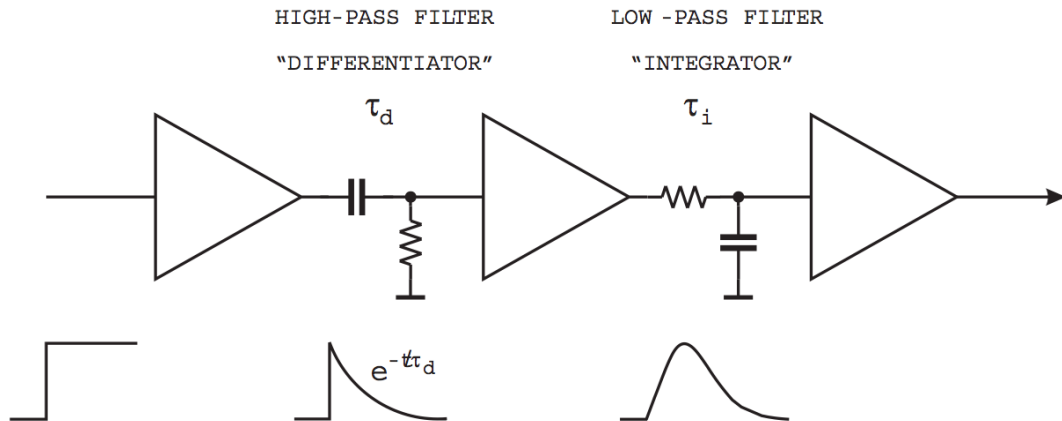 HIGH-PASS FILTER
"DIFFERENTIATOR"
τd
LOW -PASS FILTER
"INTEGRATOR"
τi
e-t/τd